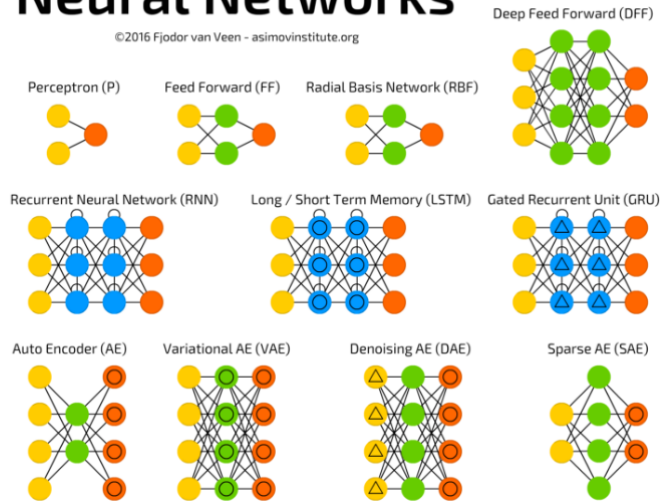 Neural Networks
Deep Feed Forward (DFF)
©2016 Fjodor van Veen - asimovinstitute.org
Perceptron (P)
Feed Forward (FF)
Radial Basis Network (RBF)
Recurrent Neural Network (RNN)
Long / Short Term Memory (LSTM)
Gated Recurrent Unit (GRU)
Auto Encoder (AE)
Variational AE (VAE)
Denoising AE (DAE)
Sparse AE (SAE)